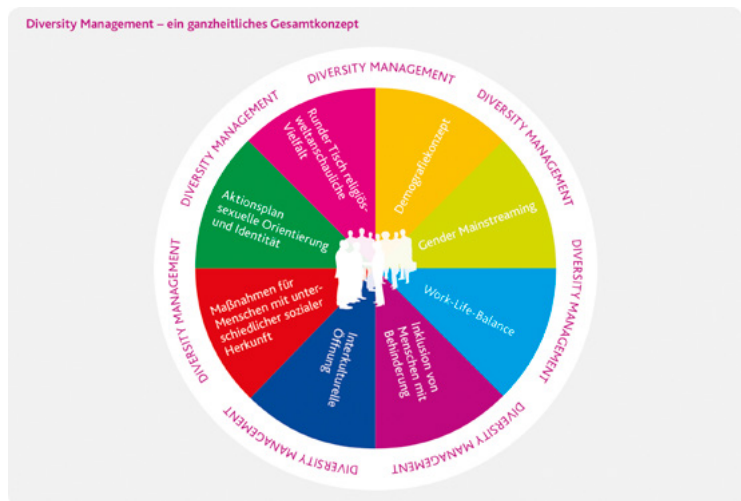 Diversity Management – ein ganzheitliches Gesamtkonzept
DIVERSITY MANAGEMENT
DIVERSITY MANAGEMENT
DIVERSITY MANAGEMENT
DIVERSITY MANAGEMENT
DIVERSITY MANAGEMENT
DIVERSITY MANAGEMENT
DIVERSITY MANAGEMENT
Demografiekonzept
Gender Mainstreaming
Work-Life-Balance
Inklusion von
Menschen mit
Behinderung
Interkulturelle
Öffnung
Maßnahmen für
Menschen mit unter-
schiedlicher sozialer
Herkunft
Aktionsplan
sexuelle Orientierung
und Identität
Runder Tisch religiös-
weltanschauliche
Vielfalt